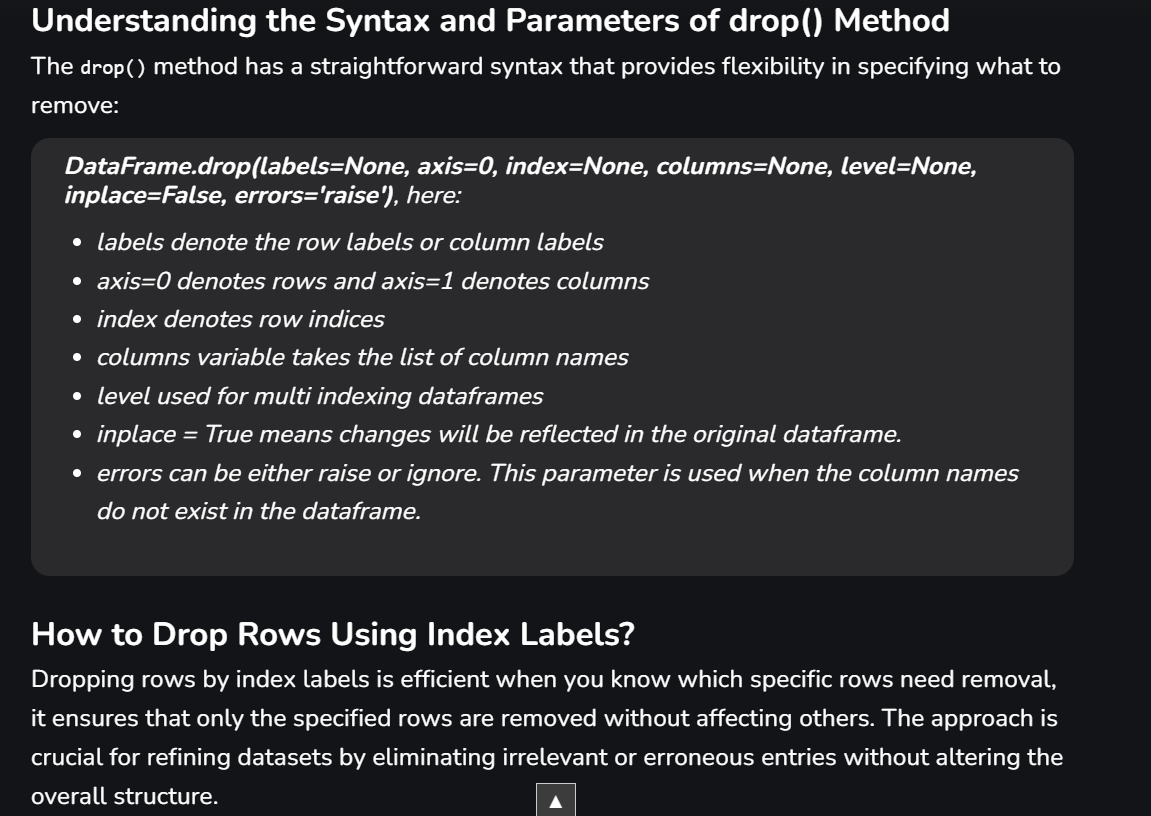 Understanding the Syntax and Parameters of drop() Method
The drop() method has a straightforward syntax that provides flexibility in specifying what to
remove:
DataFrame.drop(labels=None, axis=0, index=None, columns=None, level=None,
inplace=False, errors='raise'), here:
• labels denote the row labels or column labels
• axis=0 denotes rows and axis=1 denotes columns
• index denotes row indices
• columns variable takes the list of column names
• level used for multi indexing dataframes
• inplace = True means changes will be reflected in the original dataframe.
• errors can be either raise or ignore. This parameter is used when the column names
do not exist in the dataframe.
How to Drop Rows Using Index Labels?
Dropping rows by index labels is efficient when you know which specific rows need removal,
it ensures that only the specified rows are removed without affecting others. The approach is
crucial for refining datasets by eliminating irrelevant or erroneous entries without altering the
overall structure.